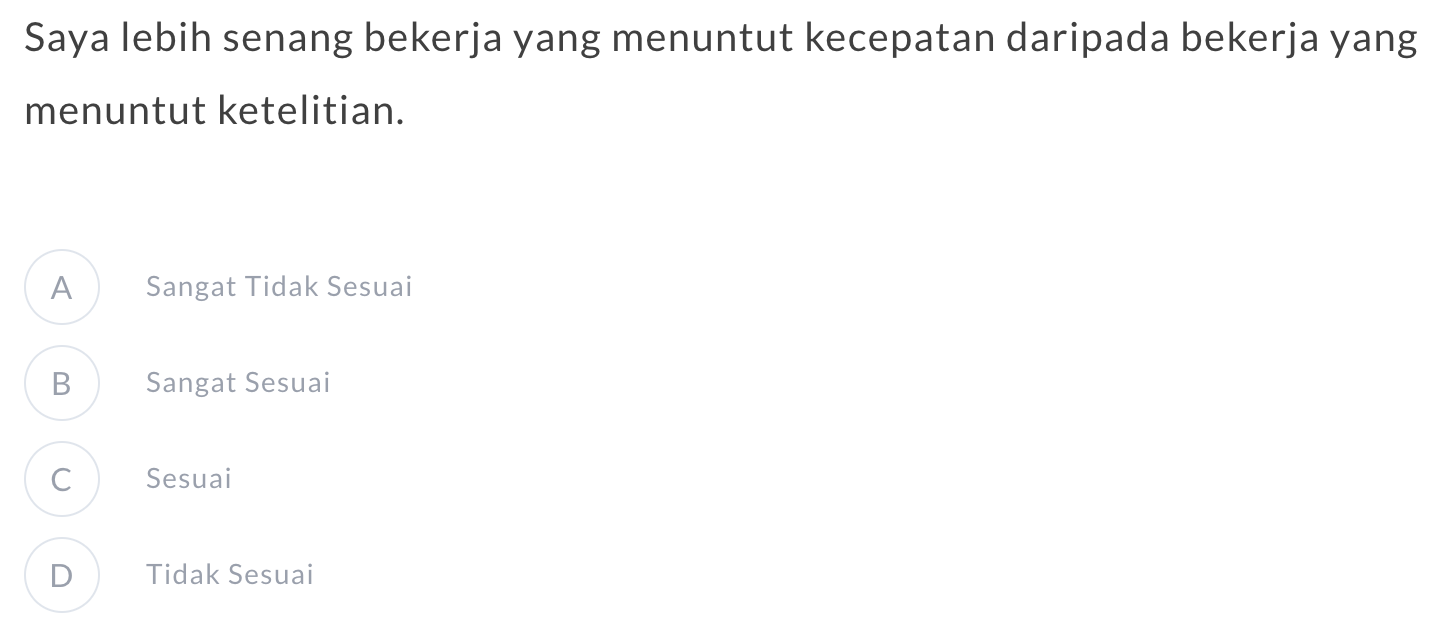 Saya lebih senang bekerja yang menuntut kecepatan daripada bekerja yang
menuntut ketelitian.
A Sangat Tidak Sesuai
B Sangat Sesuai
C Sesuai
D Tidak Sesuai